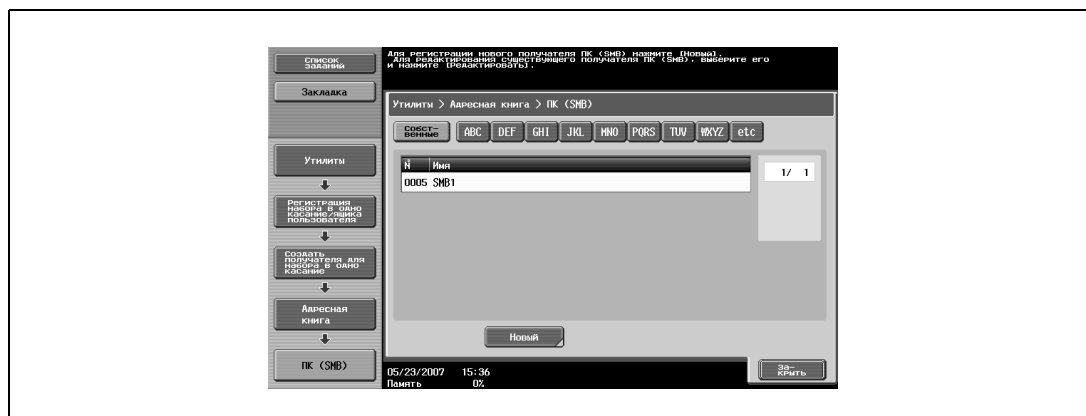 Список
заданий
Закладка
Утилиты
Регистрация
набора в одно
касание/ящика
пользователя
Создать
получателя для
набора в одно
касание
Адресная
книга
ПК (SMB)
Для регистрации нового получателя ПК (SMB) нажмите [Новый].
Для редактирования существующего получателя ПК (SMB), выберите его
и нажмите [Редактировать].
Утилиты > Адресная книга > ПК (SMB)
Собст-
венные
ABC DEF GHI JKL MNO PQRS TUV WXYZ etc
N Имя
0005 SMB1
1/ 1
Новый
05/23/2007 15:36
Память 0%
За-
крыть